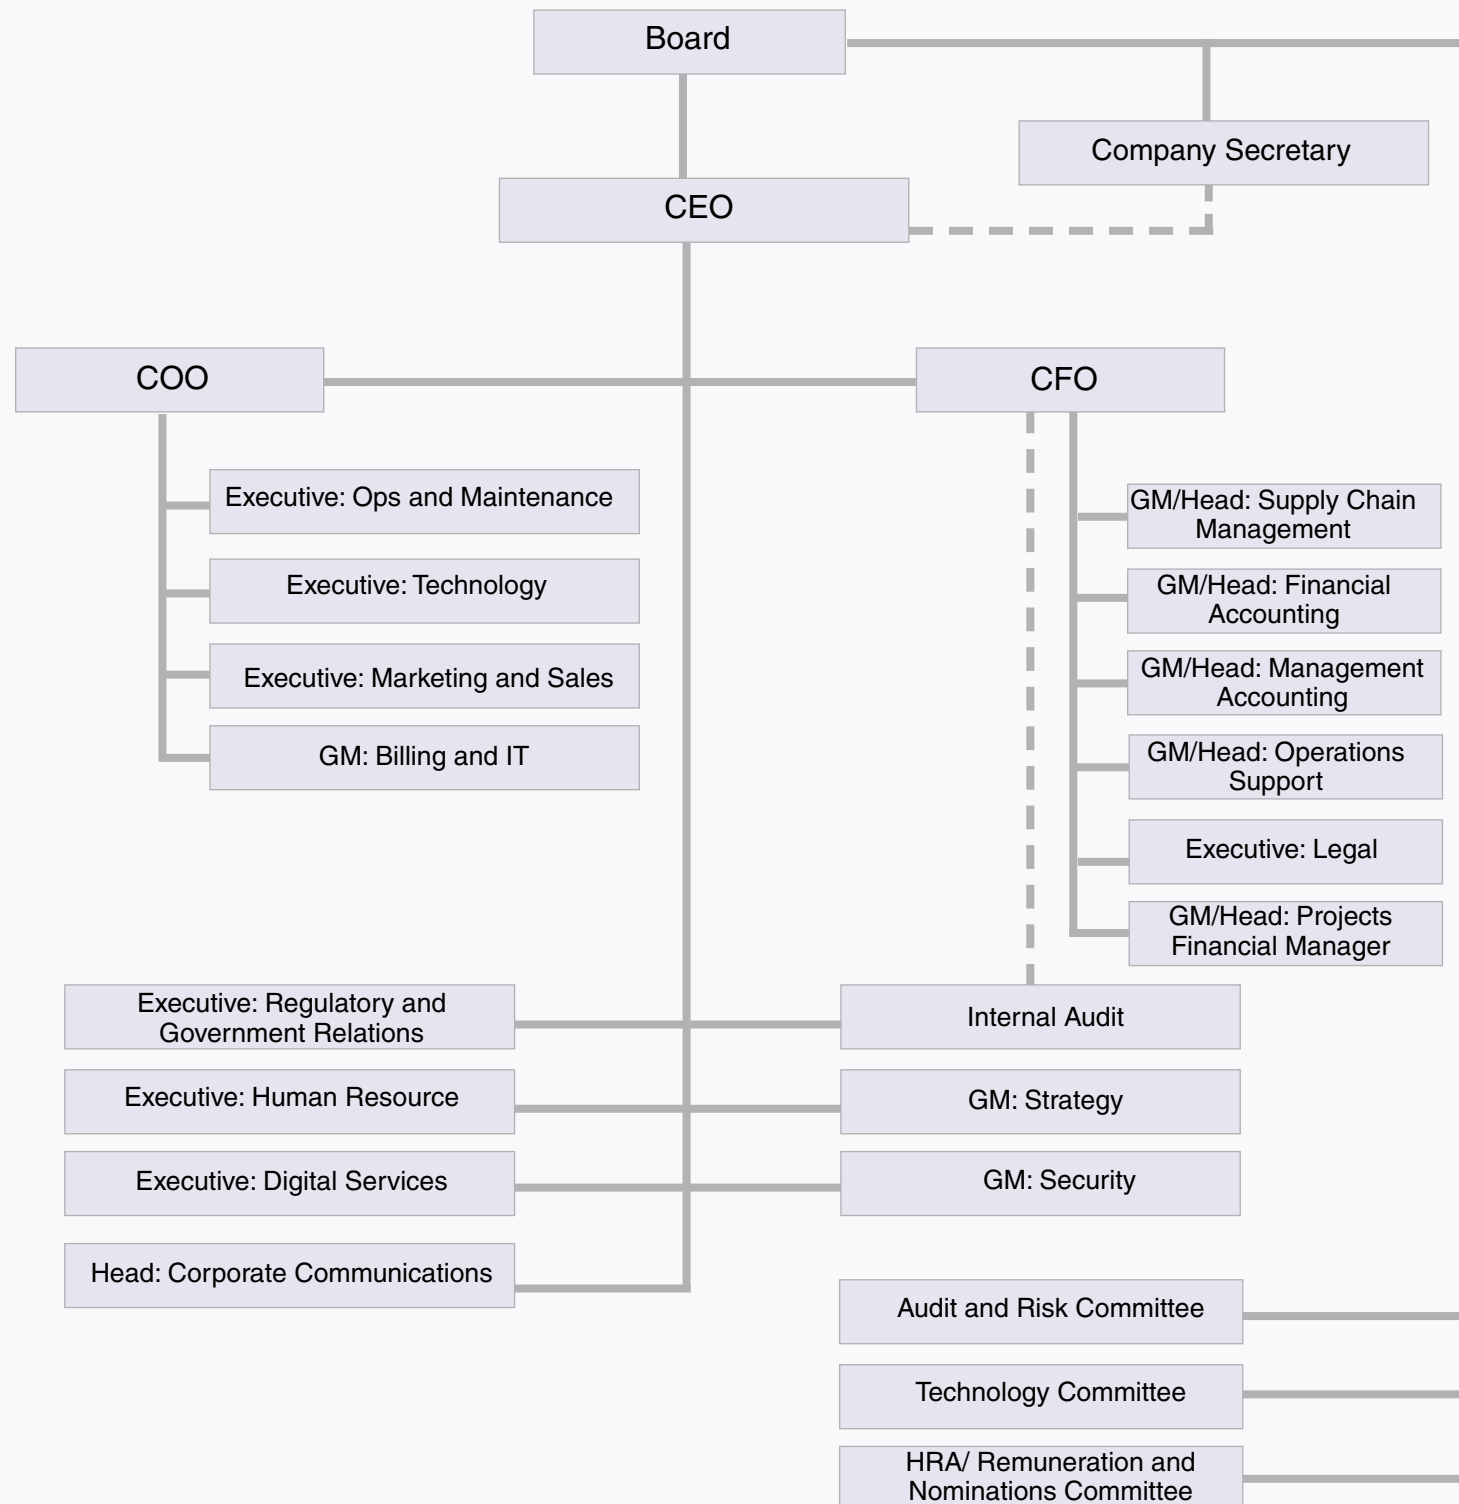 Board
Company Secretary
CEO
COO
CFO
Executive: Ops and Maintenance
Executive: Technology
Executive: Marketing and Sales
GM: Billing and IT
GM/Head: Supply Chain
Management
GM/Head: Financial
Accounting
GM/Head: Management
Accounting
GM/Head: Operations
Support
Executive: Legal
GM/Head: Projects
Financial Manager
Executive: Regulatory and
Government Relations
Executive: Human Resource
Executive: Digital Services
Head: Corporate Communications
Internal Audit
GM: Strategy
GM: Security
Audit and Risk Committee
Technology Committee
HRA/ Remuneration and
Nominations Committee